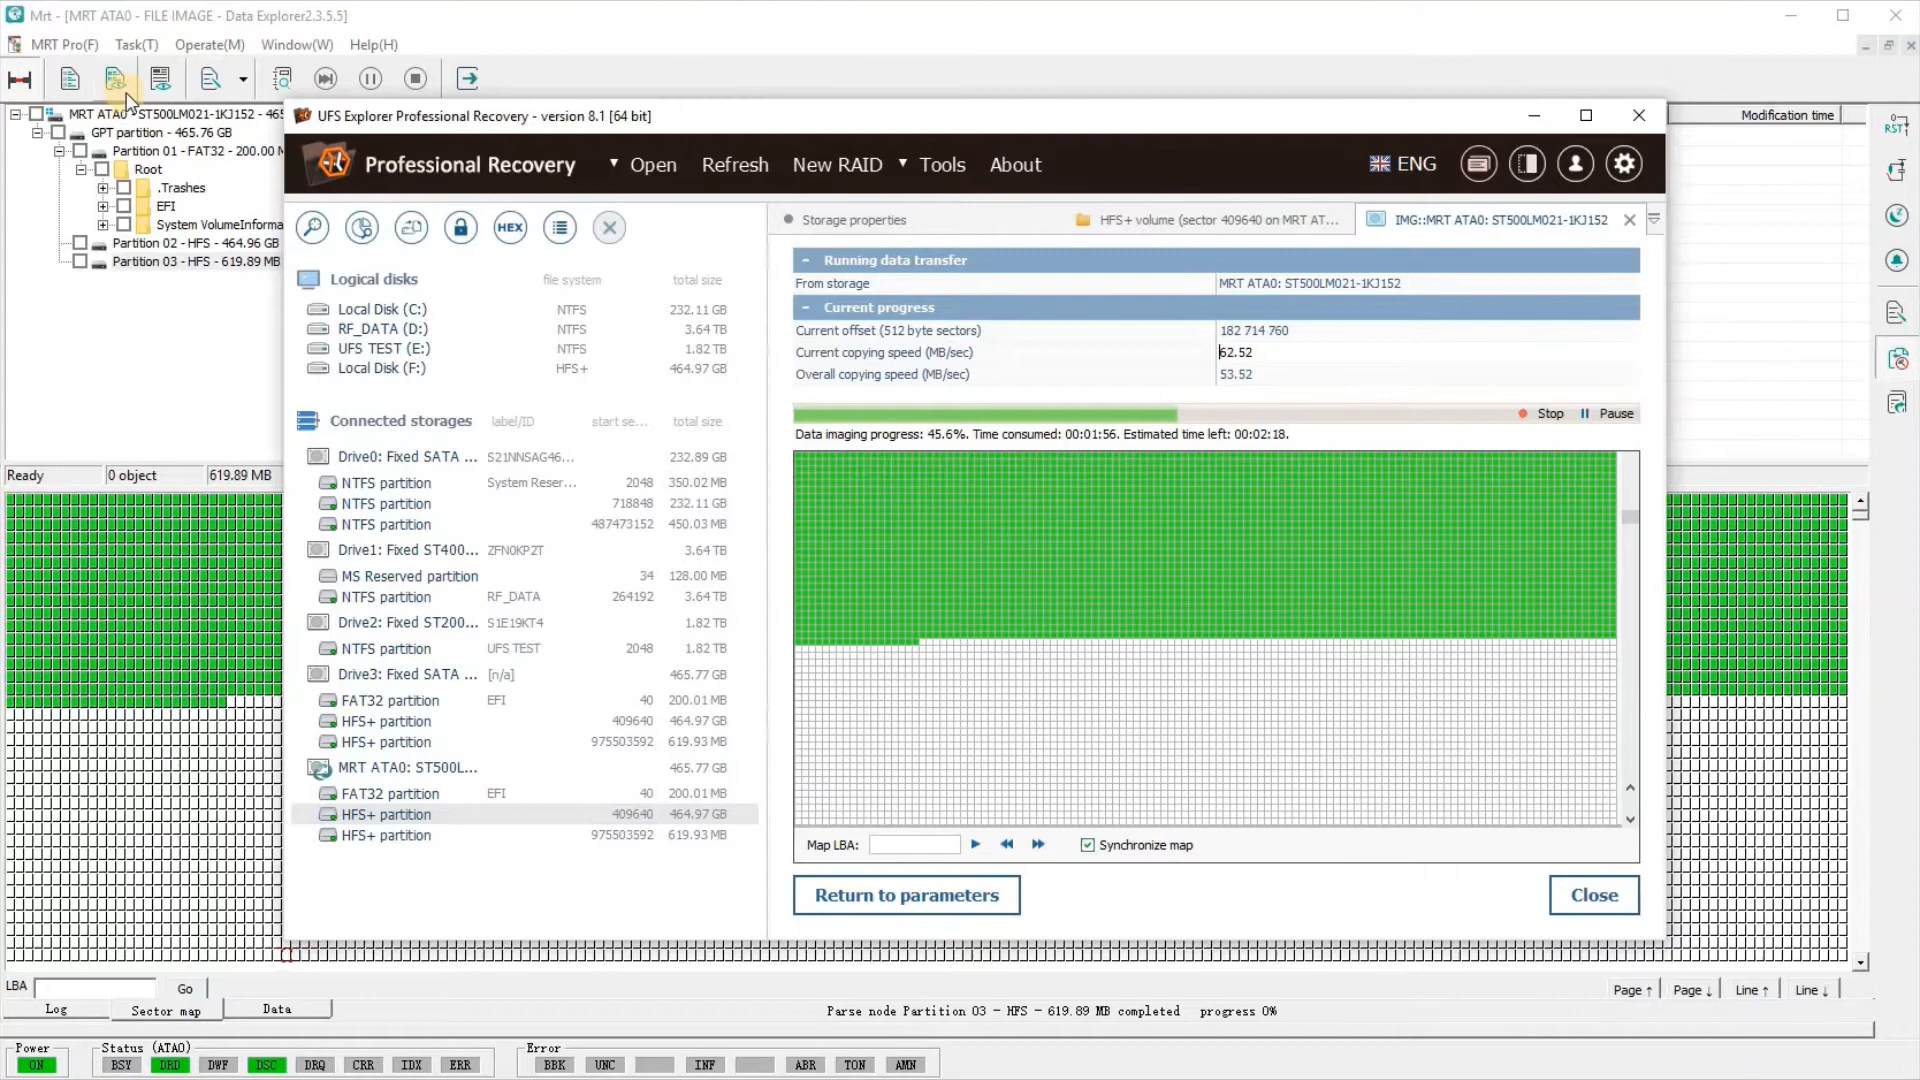 Mrt - [MRT ATA0 - FILE IMAGE - Data Explorer2.3.5.5]
MRT Pro(F) Task(T) Operate(M) Window(W) Help(H)
MRT ATA0 - ST500LM021-1KJ152 - 465
GPT partition - 465.76 GB
Partition 01 - FAT32 - 200.00 M
Root
.Trashes
EFI
System VolumeInforma
Partition 02 - HFS - 464.96 GB
Partition 03 - HFS - 619.89 MB
Ready 0 object 619.89 MB
Modification time
RST
UFS Explorer Professional Recovery - version 8.1 [64 bit]
Professional Recovery Open Refresh New RAID Tools About ENG
HEX
Storage properties HFS+ volume (sector 409640 on MRT AT... IMG::MRT ATA0: ST500LM021-1KJ152
Logical disks file system total size
Local Disk (C:) NTFS 232.11 GB
RF_DATA (D:) NTFS 3.64 TB
UFS TEST (E:) NTFS 1.82 TB
Local Disk (F:) HFS+ 464.97 GB
Connected storages label/ID start se... total size
Drive0: Fixed SATA ... S21NNSAG46... 232.89 GB
NTFS partition System Reser... 2048 350.02 MB
NTFS partition 718848 232.11 GB
NTFS partition 487473152 450.03 MB
Drive1: Fixed ST400... ZFN0KP2T 3.64 TB
MS Reserved partition 34 128.00 MB
NTFS partition RF_DATA 264192 3.64 TB
Drive2: Fixed ST200... S1E19KT4 1.82 TB
NTFS partition UFS TEST 2048 1.82 TB
Drive3: Fixed SATA ... [n/a] 465.77 GB
FAT32 partition EFI 40 200.01 MB
HFS+ partition 409640 464.97 GB
HFS+ partition 975503592 619.93 MB
MRT ATA0: ST500L... 465.77 GB
FAT32 partition EFI 40 200.01 MB
HFS+ partition 409640 464.97 GB
HFS+ partition 975503592 619.93 MB
- Running data transfer
From storage MRT ATA0: ST500LM021-1KJ152
- Current progress
Current offset (512 byte sectors) 182 714 760
Current copying speed (MB/sec) 62.52
Overall copying speed (MB/sec) 53.52
Stop Pause
Data imaging progress: 45.6%. Time consumed: 00:01:56. Estimated time left: 00:02:18.
Map LBA: Synchronize map
Return to parameters Close
LBA Go Page ↑ Page ↓ Line ↑ Line ↓
Log Sector map Data
Parse node Partition 03 - HFS - 619.89 MB completed progress 0%
Power Status (ATA0) Error
ON BSY DRD DWF DSC DRQ CRR IDX ERR BBK UNC INF ABR TON AMN